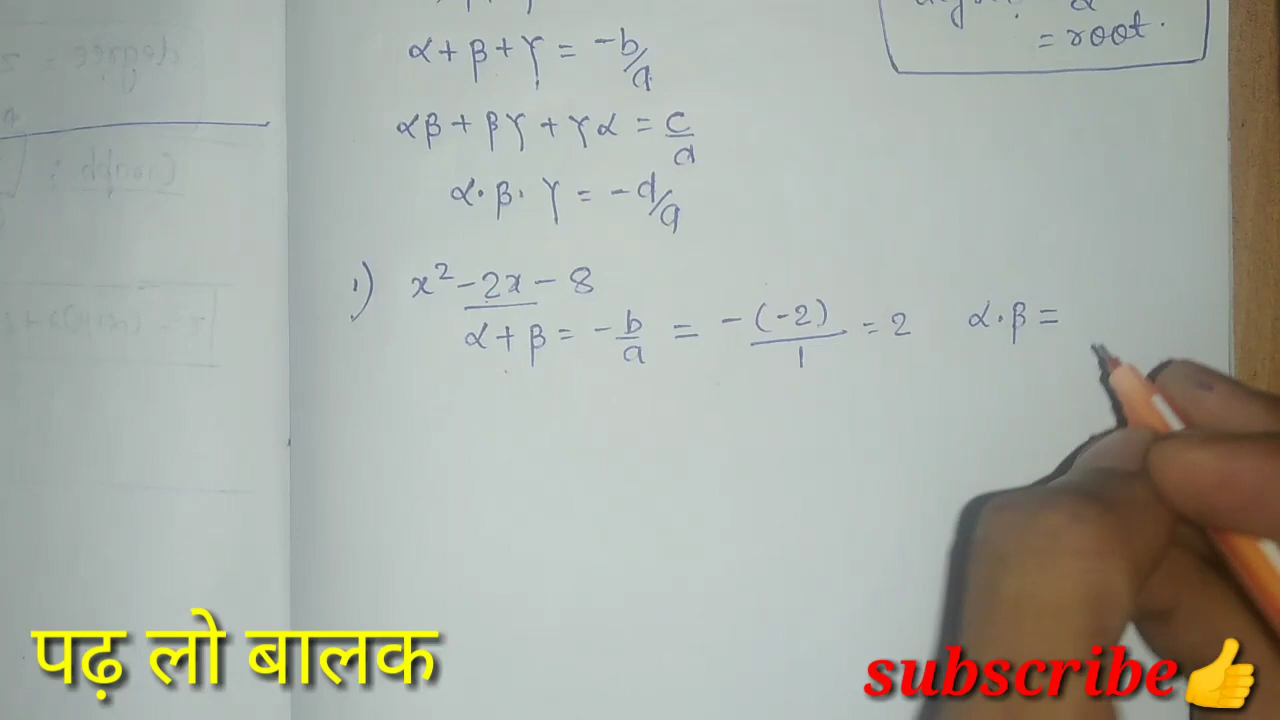 = root.
α + β + γ = -b/a
αβ + βγ + γα = c/a
α · β · γ = -d/a
1) x² - 2x - 8
α + β = -b/a = -(-2)/1 = 2 α · β =
पढ़ लो बालक
subscribe